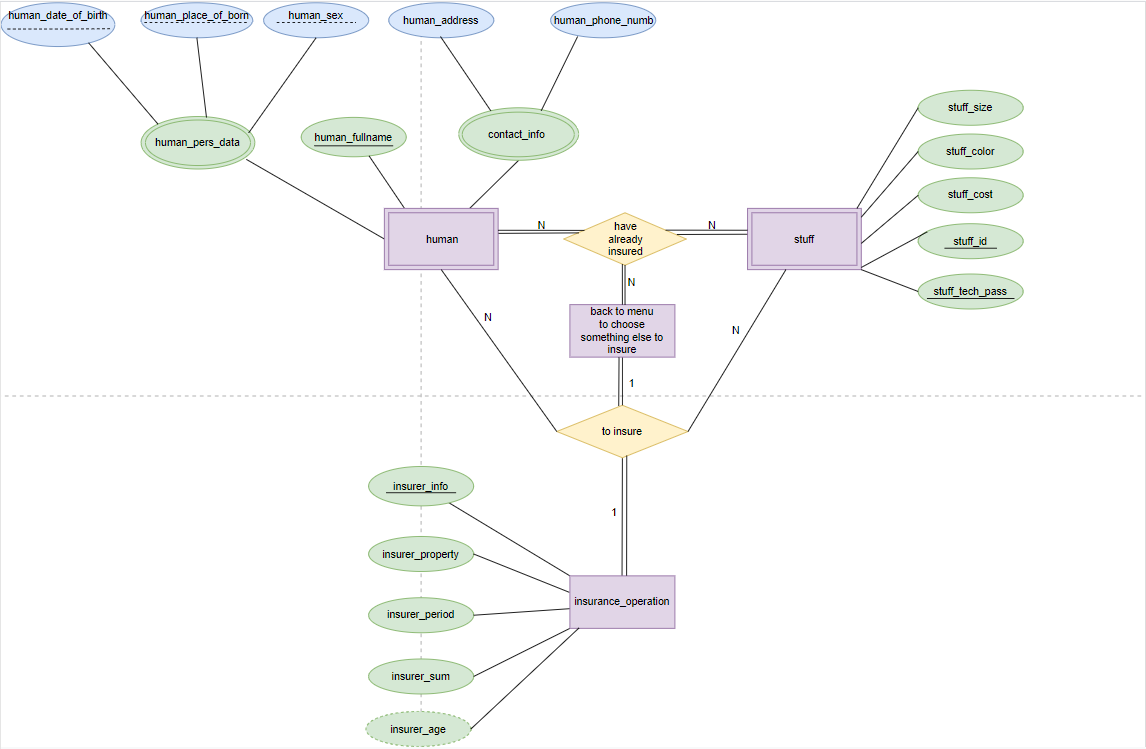 human_date_of_birth
human_place_of_born
human_sex
human_address
human_phone_numb
human_pers_data
human_fullname
contact_info
stuff_size
stuff_color
stuff_cost
stuff_id
stuff_tech_pass
human
N
have
already
insured
N
stuff
N
back to menu
to choose
something else to
insure
N
N
1
to insure
1
insurer_info
insurer_property
insurer_period
insurer_sum
insurer_age
insurance_operation